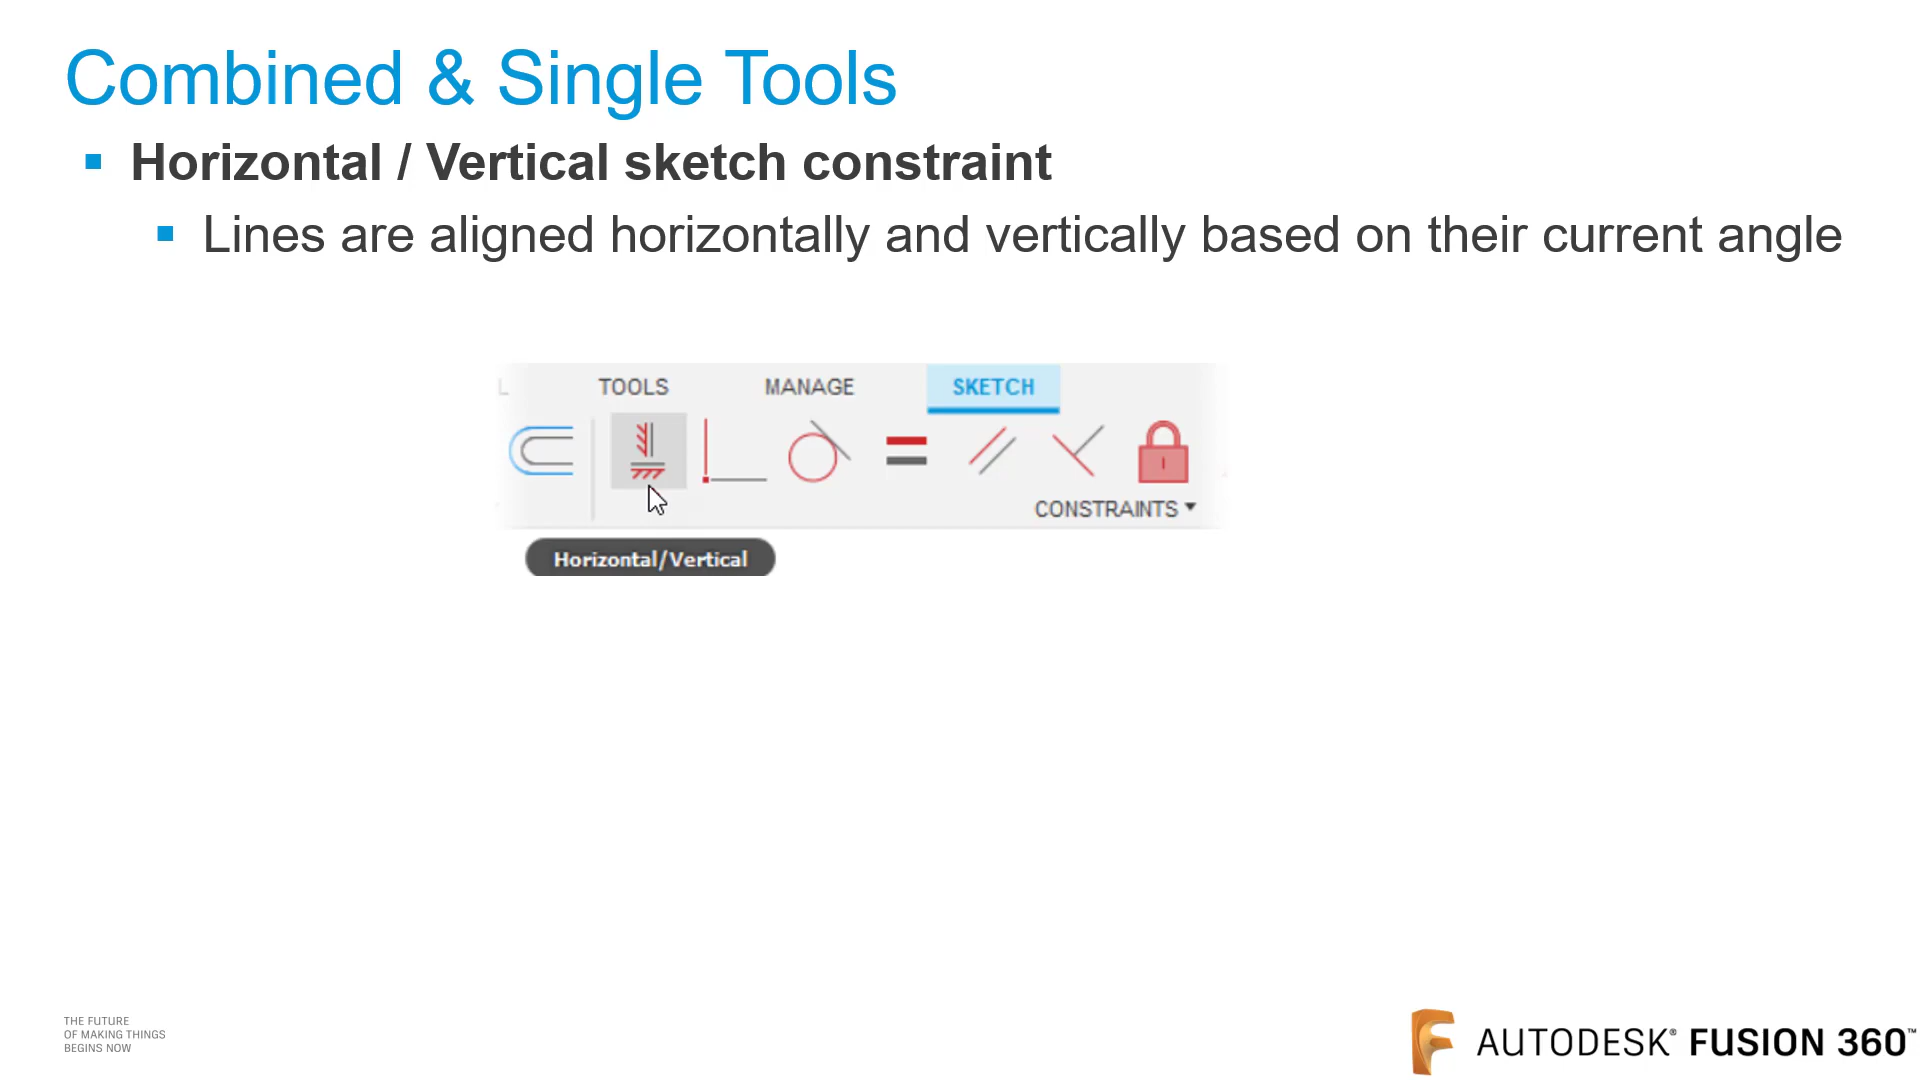 Combined & Single Tools
Horizontal / Vertical sketch constraint
Lines are aligned horizontally and vertically based on their current angle
L TOOLS MANAGE SKETCH
CONSTRAINTS
Horizontal/Vertical
THE FUTURE
OF MAKING THINGS
BEGINS NOW
AUTODESK® FUSION 360™